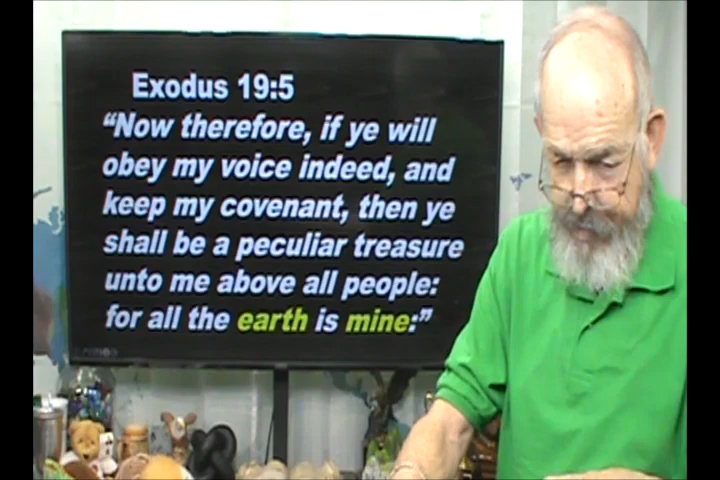 Exodus 19:5
“Now therefore, if ye will
obey my voice indeed, and
keep my covenant, then ye
shall be a peculiar treasure
unto me above all people:
for all the earth is mine:”